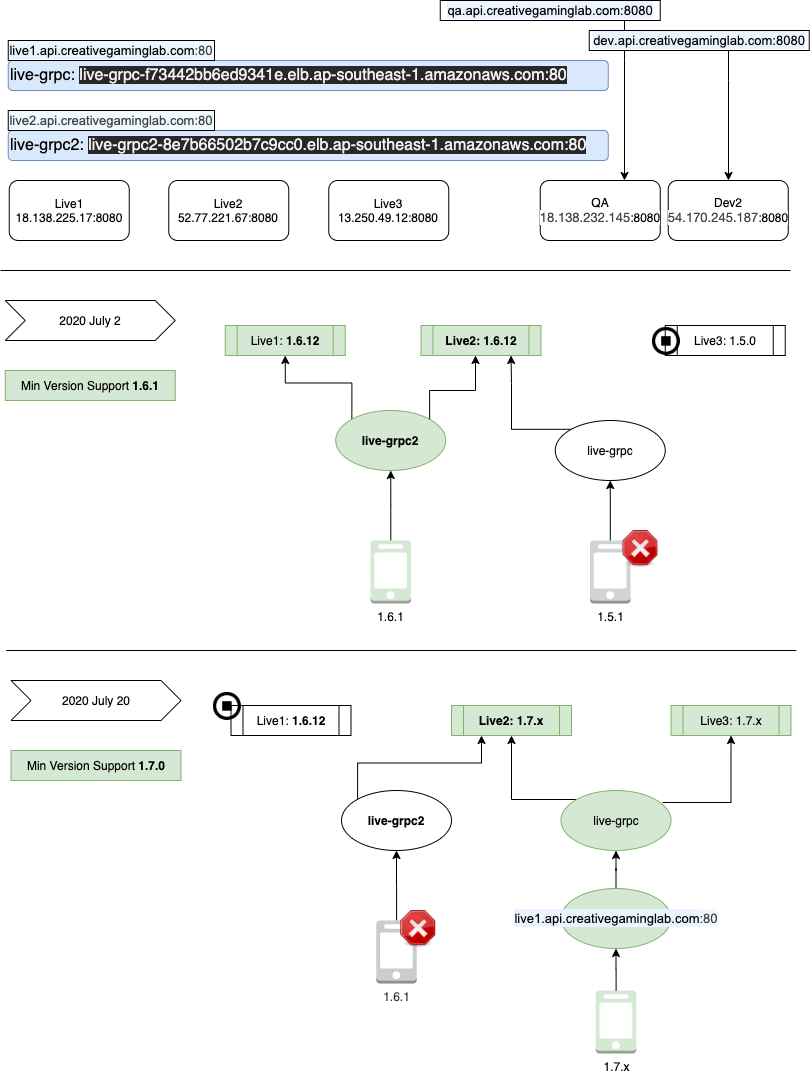 qa.api.creativegaminglab.com:8080
dev.api.creativegaminglab.com:8080
live1.api.creativegaminglab.com:80
live-grpc: live-grpc-f73442bb6ed9341e.elb.ap-southeast-1.amazonaws.com:80
live2.api.creativegaminglab.com:80
live-grpc2: live-grpc2-8e7b66502b7c9cc0.elb.ap-southeast-1.amazonaws.com:80
Live1
18.138.225.17:8080
Live2
52.77.221.67:8080
Live3
13.250.49.12:8080
QA
18.138.232.145:8080
Dev2
54.170.245.187:8080
2020 July 2
Live1: 1.6.12
Live2: 1.6.12
Live3: 1.5.0
Min Version Support 1.6.1
live-grpc2
live-grpc
1.6.1
1.5.1
2020 July 20
Live1: 1.6.12
Live2: 1.7.x
Live3: 1.7.x
Min Version Support 1.7.0
live-grpc2
live-grpc
live1.api.creativegaminglab.com:80
1.6.1
1.7.x